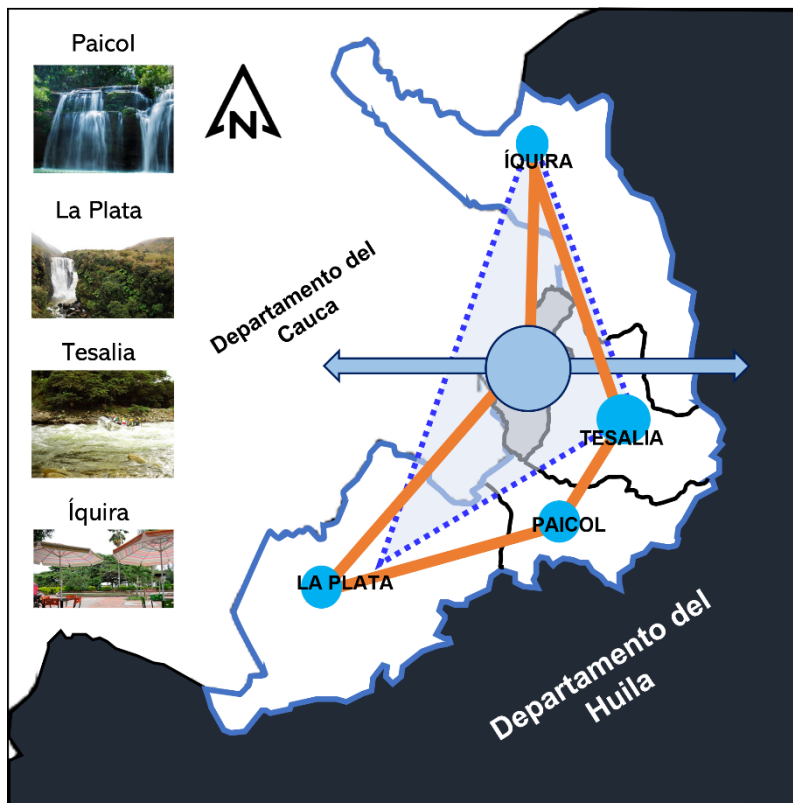 Paicol
La Plata
Tesalia
Íquira
N
ÍQUIRA
Departamento del
Cauca
TESALIA
PAICOL
LA PLATA
Departamento del
Huila